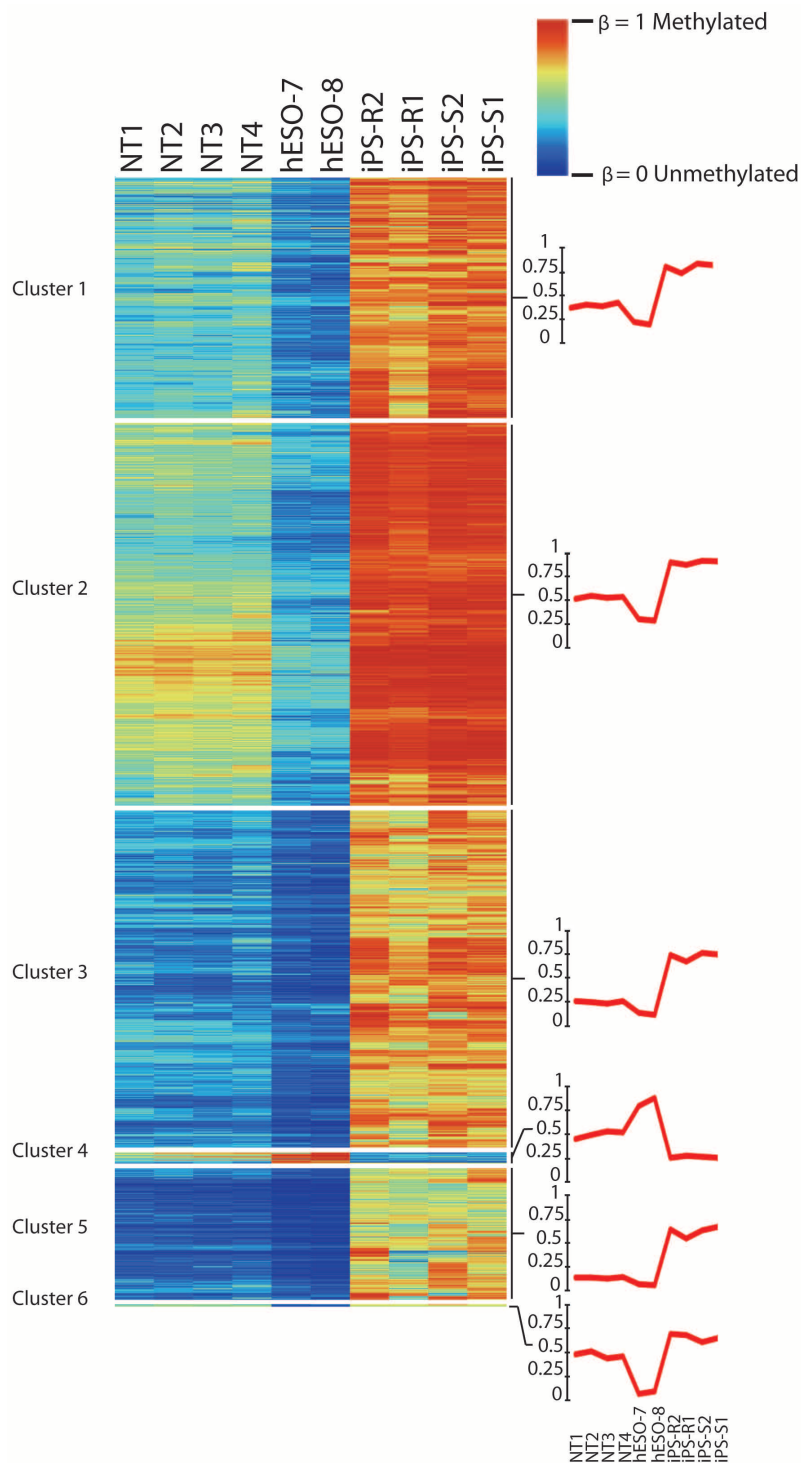 β = 1 Methylated
β = 0 Unmethylated
NT1
NT2
NT3
NT4
hESO-7
hESO-8
iPS-R2
iPS-R1
iPS-S2
iPS-S1
Cluster 1
1
0.75
0.5
0.25
0
Cluster 2
1
0.75
0.5
0.25
0
Cluster 3
1
0.75
0.5
0.25
0
Cluster 4
1
0.75
0.5
0.25
0
Cluster 5
1
0.75
0.5
0.25
0
Cluster 6
1
0.75
0.5
0.25
0
NT1
NT2
NT3
NT4
hESO-7
hESO-8
iPS-R2
iPS-R1
iPS-S2
iPS-S1